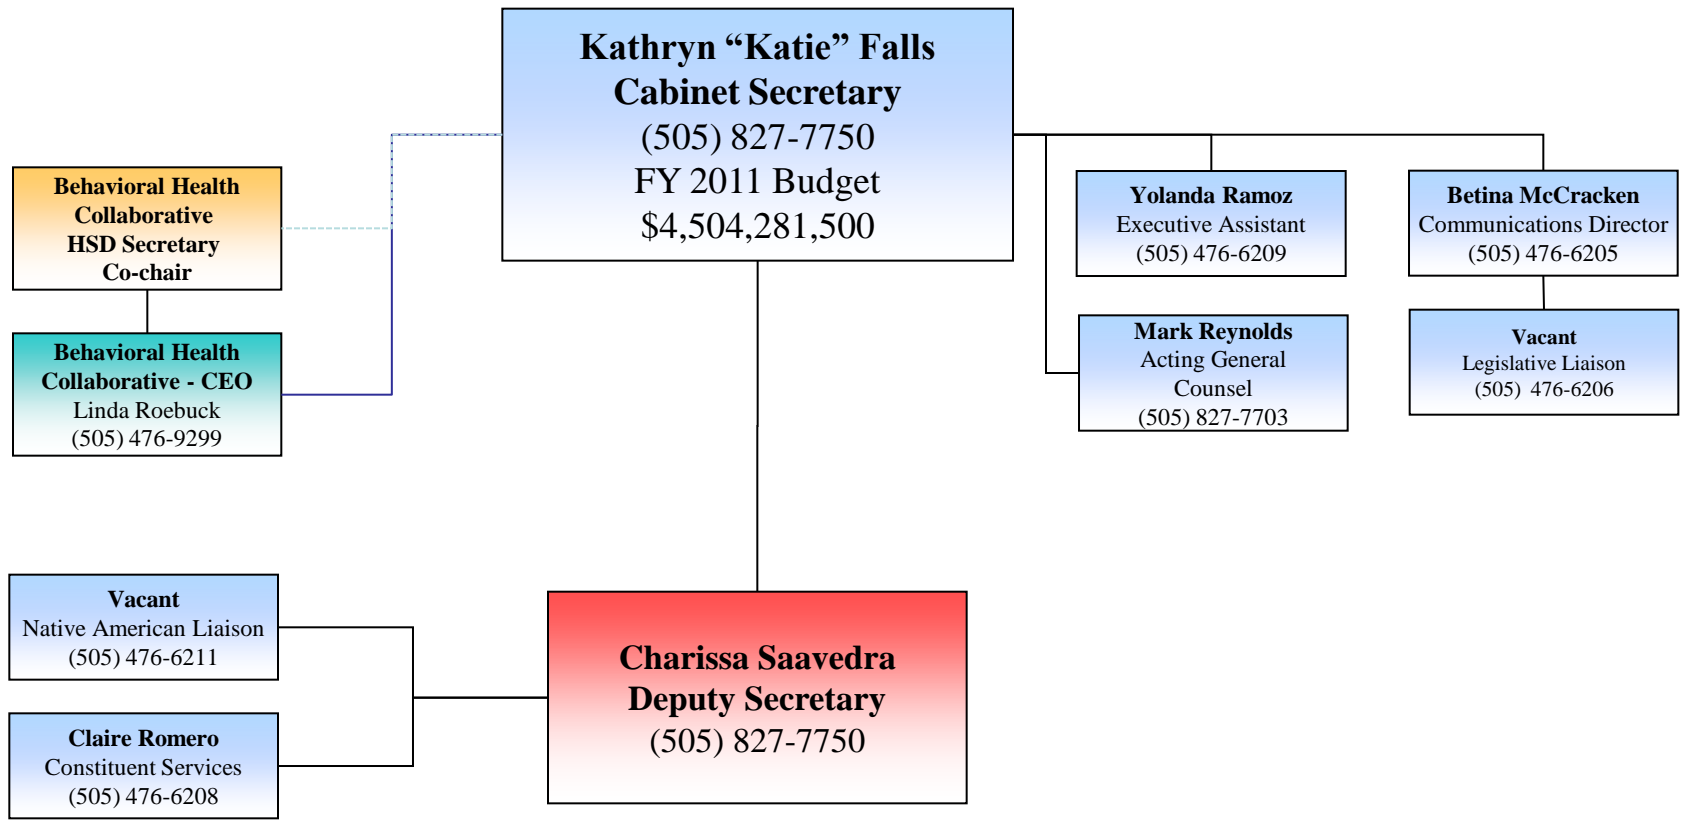 Kathryn “Katie” Falls
Cabinet Secretary
(505) 827-7750
FY 2011 Budget
$4,504,281,500
Behavioral Health
Collaborative
HSD Secretary
Co-chair
Behavioral Health
Collaborative - CEO
Linda Roebuck
(505) 476-9299
Yolanda Ramoz
Executive Assistant
(505) 476-6209
Betina McCracken
Communications Director
(505) 476-6205
Mark Reynolds
Acting General
Counsel
(505) 827-7703
Vacant
Legislative Liaison
(505) 476-6206
Vacant
Native American Liaison
(505) 476-6211
Claire Romero
Constituent Services
(505) 476-6208
Charissa Saavedra
Deputy Secretary
(505) 827-7750